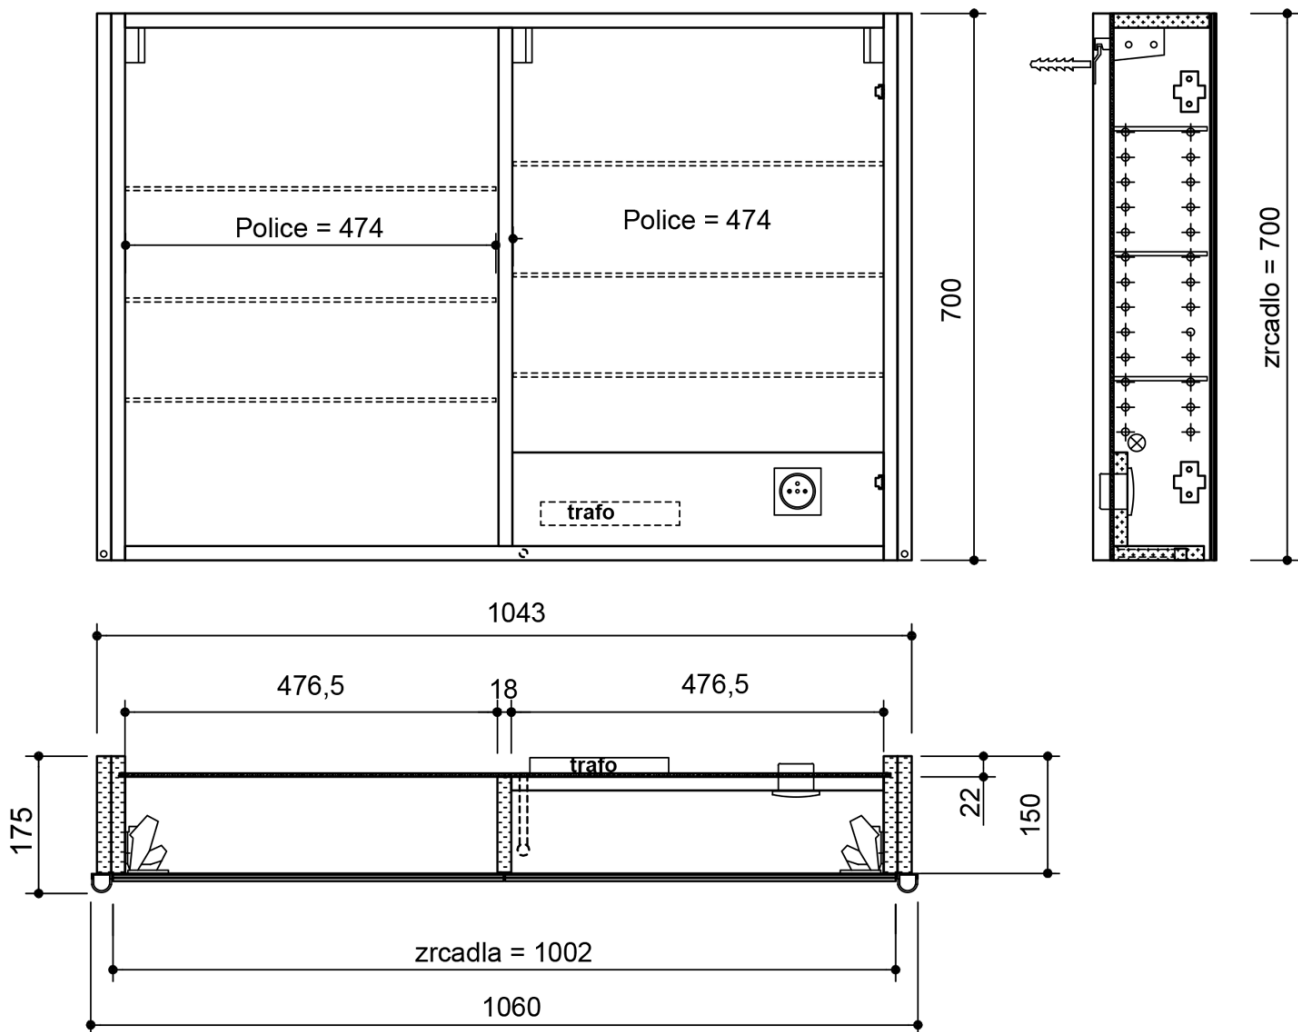 Police = 474
Police = 474
trafo
700
zrcadlo = 700
1043
476,5
18
476,5
trafo
175
22
150
zrcadla = 1002
1060